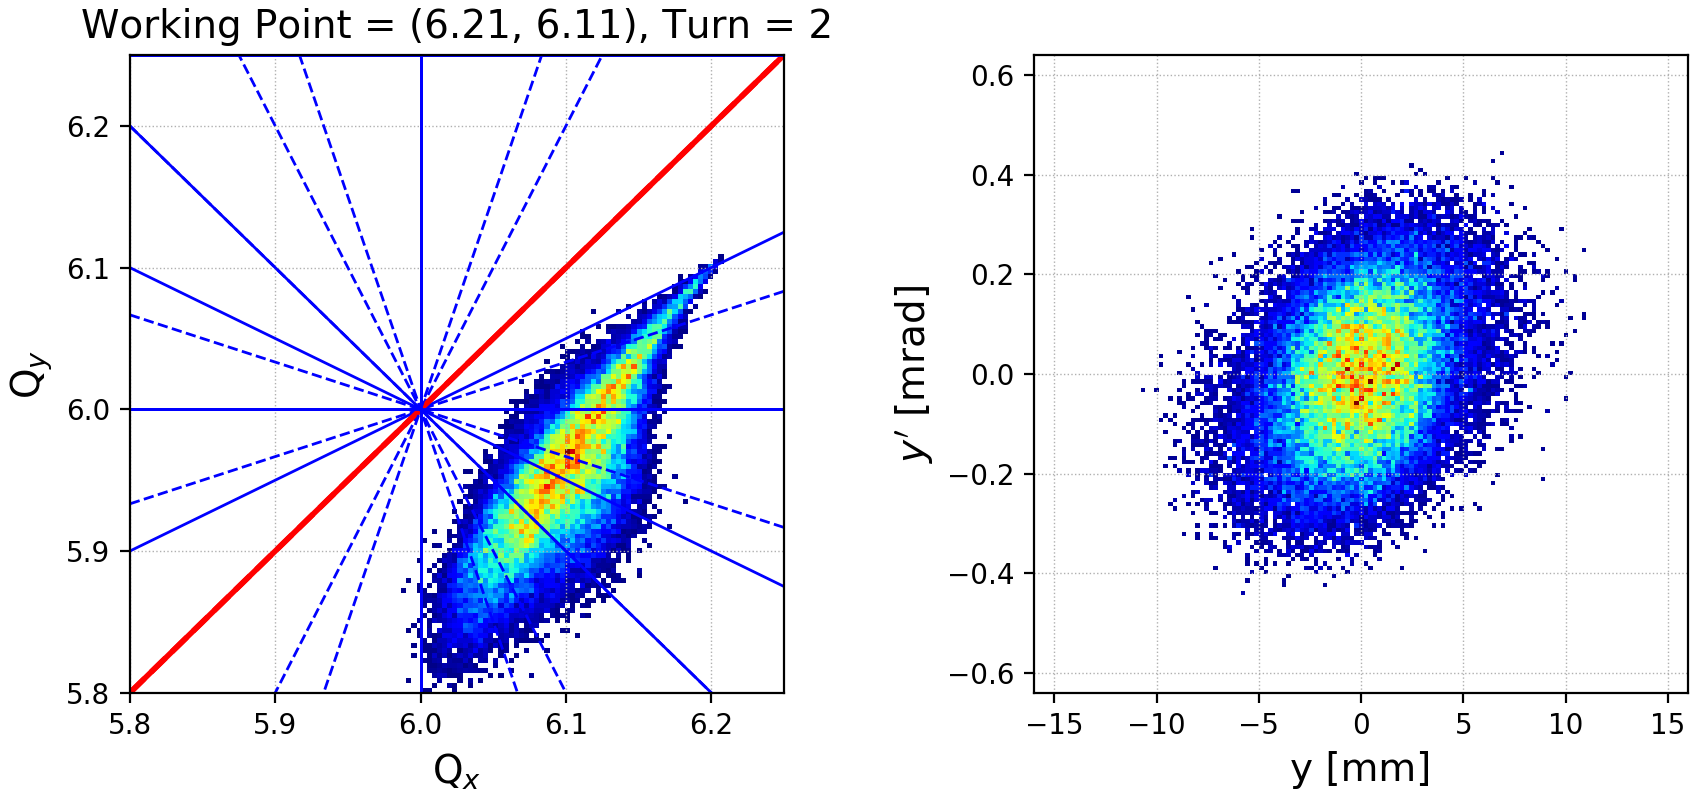 Working Point = (6.21, 6.11), Turn = 2
6.2
6.1
6.0
5.9
5.8
Qy
5.8 5.9 6.0 6.1 6.2
Qx
0.6
0.4
0.2
0.0
−0.2
−0.4
−0.6
y′ [mrad]
−15 −10 −5 0 5 10 15
y [mm]